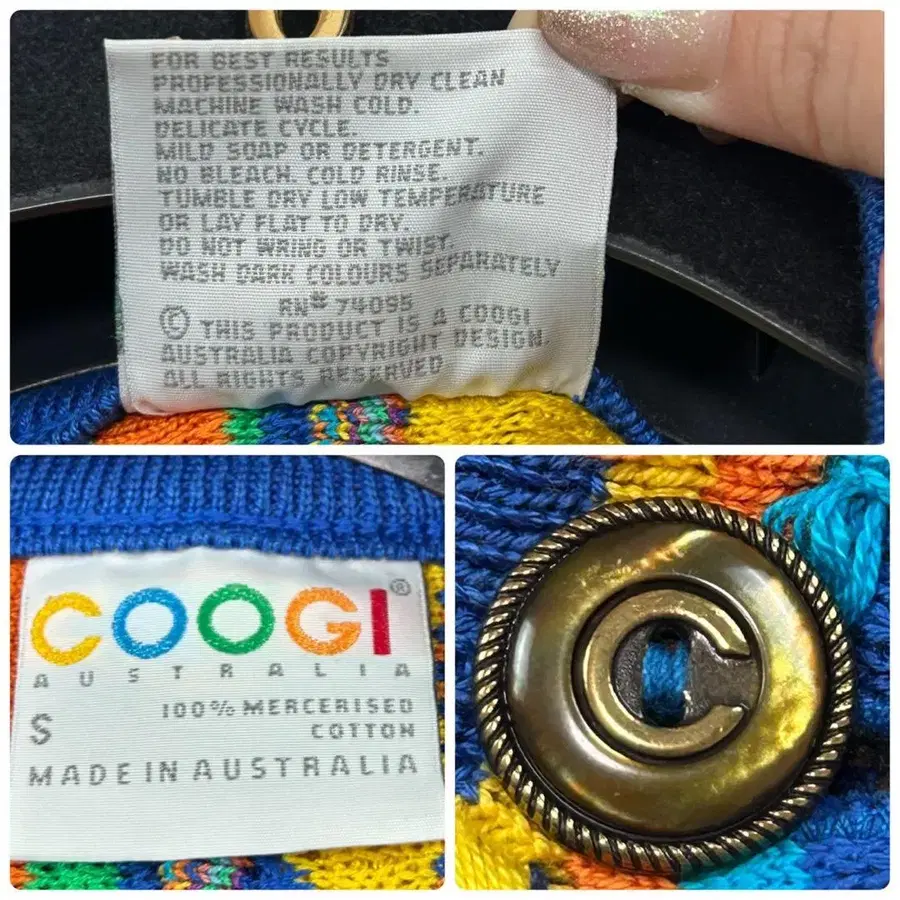 FOR BEST RESULTS
PROFESSIONALLY DRY CLEAN
MACHINE WASH COLD.
DELICATE CYCLE.
MILD SOAP OR DETERGENT.
NO BLEACH. COLD RINSE.
TUMBLE DRY LOW TEMPERATURE
OR LAY FLAT TO DRY.
DO NOT WRING OR TWIST.
WASH DARK COLOURS SEPARATELY
RN# 74095
© THIS PRODUCT IS A COOGI
AUSTRALIA COPYRIGHT DESIGN.
ALL RIGHTS RESERVED
COOGI®
AUSTRALIA
S
100% MERCERISED
COTTON
MADE IN AUSTRALIA
C